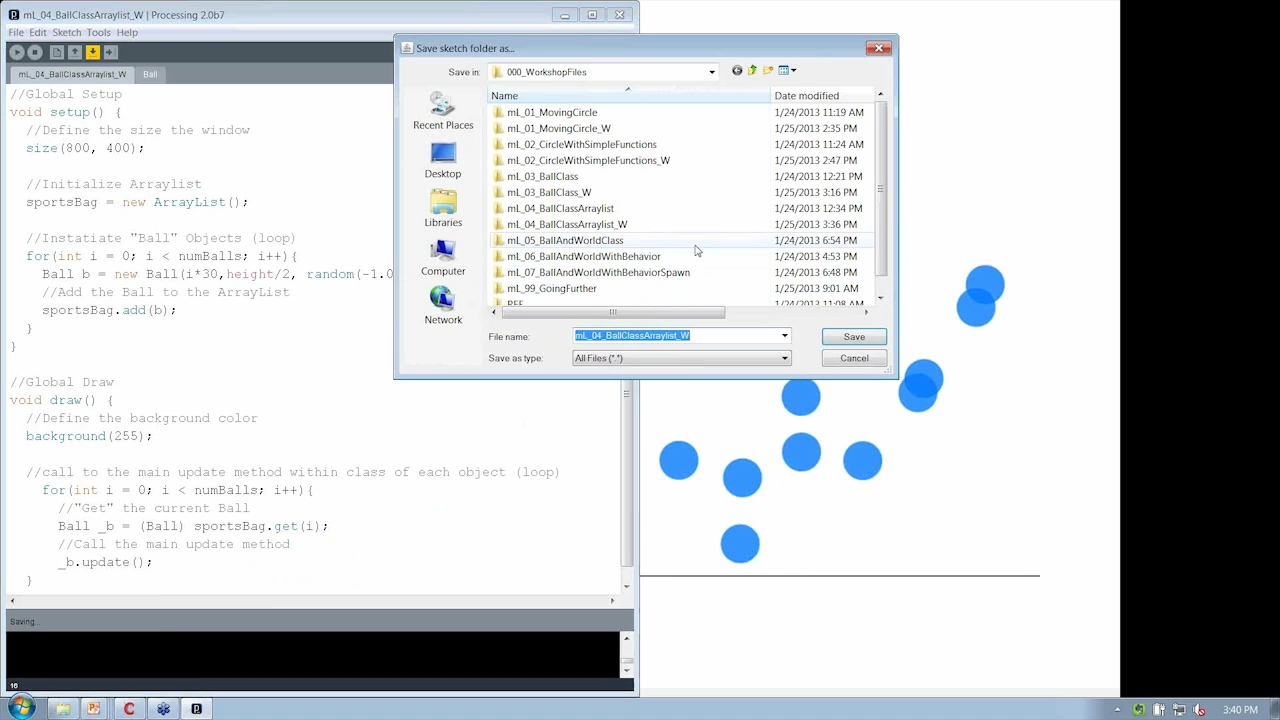 mL_04_BallClassArraylist_W | Processing 2.0b7
File Edit Sketch Tools Help
mL_04_BallClassArraylist_W Ball
//Global Setup
void setup() {
//Define the size the window
size(800, 400);
//Initialize Arraylist
sportsBag = new ArrayList();
//Instatiate "Ball" Objects (loop)
for(int i = 0; i < numBalls; i++){
Ball b = new Ball(i*30,height/2, random(-1.0
//Add the Ball to the ArrayList
sportsBag.add(b);
}
}
//Global Draw
void draw() {
//Define the background color
background(255);
//call to the main update method within class of each object (loop)
for(int i = 0; i < numBalls; i++){
//"Get" the current Ball
Ball _b = (Ball) sportsBag.get(i);
//Call the main update method
_b.update();
}
Saving...
16
Save sketch folder as...
Save in: 000_WorkshopFiles
Recent Places
Desktop
Libraries
Computer
Network
Name Date modified
mL_01_MovingCircle 1/24/2013 11:19 AM
mL_01_MovingCircle_W 1/25/2013 2:35 PM
mL_02_CircleWithSimpleFunctions 1/24/2013 11:24 AM
mL_02_CircleWithSimpleFunctions_W 1/25/2013 2:47 PM
mL_03_BallClass 1/24/2013 12:21 PM
mL_03_BallClass_W 1/25/2013 3:16 PM
mL_04_BallClassArraylist 1/24/2013 12:34 PM
mL_04_BallClassArraylist_W 1/25/2013 3:36 PM
mL_05_BallAndWorldClass 1/24/2013 6:54 PM
mL_06_BallAndWorldWithBehavior 1/24/2013 4:53 PM
mL_07_BallAndWorldWithBehaviorSpawn 1/24/2013 6:48 PM
mL_99_GoingFurther 1/25/2013 9:01 AM
REF 1/24/2013 11:08 AM
File name: mL_04_BallClassArraylist_W Save
Save as type: All Files (*.*) Cancel
3:40 PM